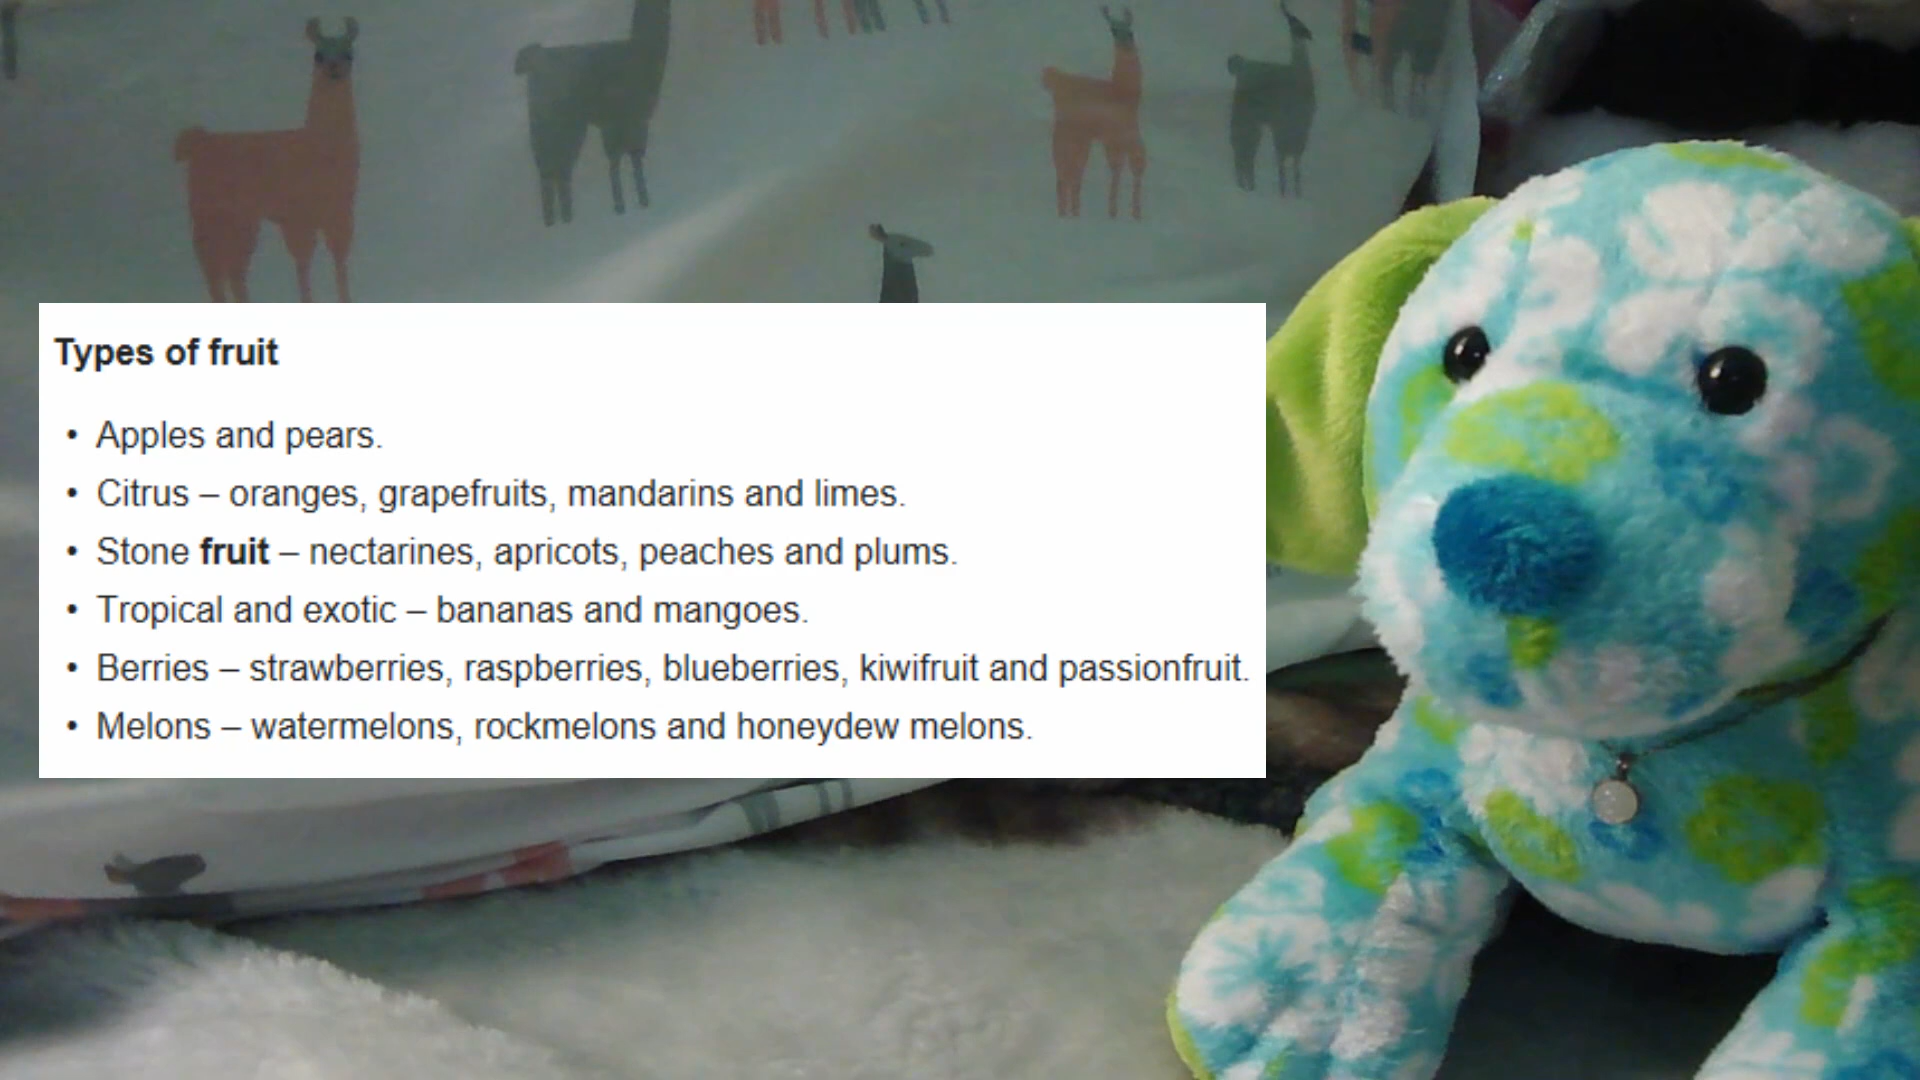 Types of fruit
• Apples and pears.
• Citrus – oranges, grapefruits, mandarins and limes.
• Stone fruit – nectarines, apricots, peaches and plums.
• Tropical and exotic – bananas and mangoes.
• Berries – strawberries, raspberries, blueberries, kiwifruit and passionfruit.
• Melons – watermelons, rockmelons and honeydew melons.